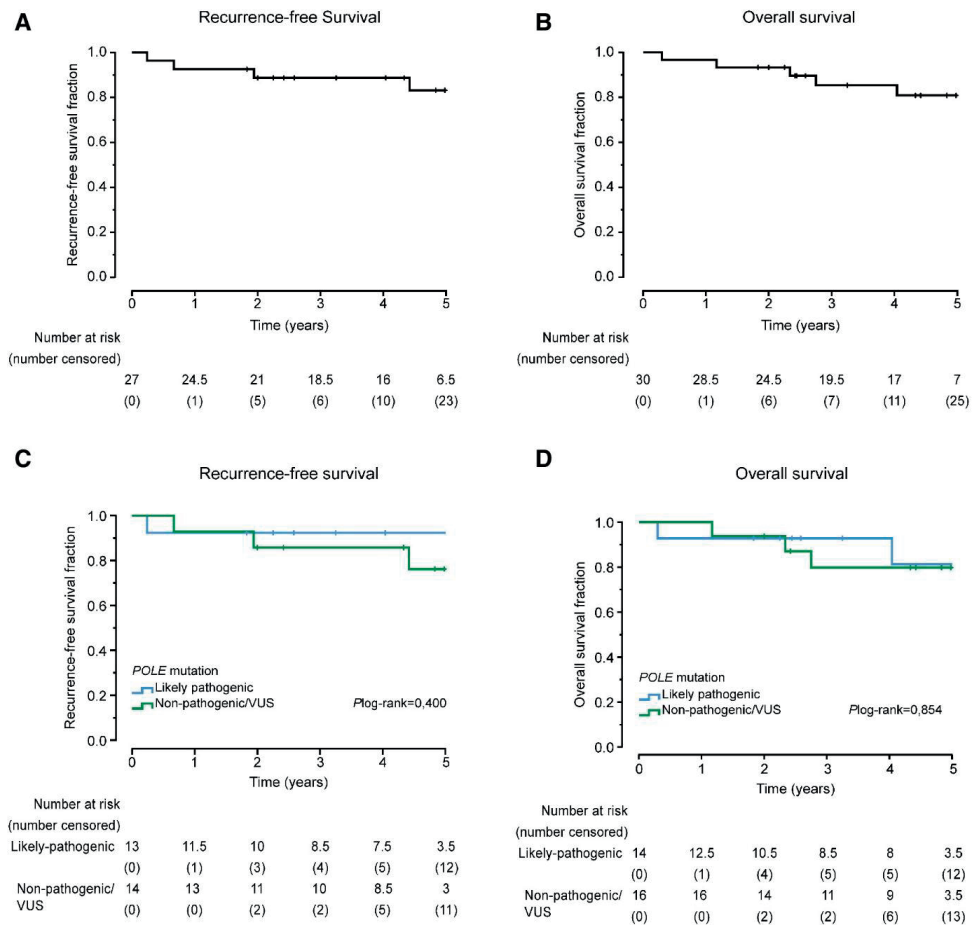 A
Recurrence-free Survival
1.0
0.8
0.6
0.4
0.2
0.0
Recurrence-free survival fraction
0 1 2 3 4 5
Time (years)
Number at risk
(number censored)
27 24.5 21 18.5 16 6.5
(0) (1) (5) (6) (10) (23)
B
Overall survival
1.0
0.8
0.6
0.4
0.2
0.0
Overall survival fraction
0 1 2 3 4 5
Time (years)
Number at risk
(number censored)
30 28.5 24.5 19.5 17 7
(0) (1) (6) (7) (11) (25)
C
Recurrence-free survival
1.0
0.8
0.6
0.4
0.2
0.0
Recurrence-free survival fraction
POLE mutation
Likely pathogenic
Non-pathogenic/VUS
Plog-rank=0,400
0 1 2 3 4 5
Time (years)
Number at risk
(number censored)
Likely-pathogenic 13 11.5 10 8.5 7.5 3.5
(0) (1) (3) (4) (5) (12)
Non-pathogenic/ 14 13 11 10 8.5 3
VUS (0) (0) (2) (2) (5) (11)
D
Overall survival
1.0
0.8
0.6
0.4
0.2
0.0
Overall survival fraction
POLE mutation
Likely pathogenic
Non-pathogenic/VUS
Plog-rank=0,854
0 1 2 3 4 5
Time (years)
Number at risk
(number censored)
Likely-pathogenic 14 12.5 10.5 8.5 8 3.5
(0) (1) (4) (5) (5) (12)
Non-pathogenic/ 16 16 14 11 9 3.5
VUS (0) (0) (2) (2) (6) (13)